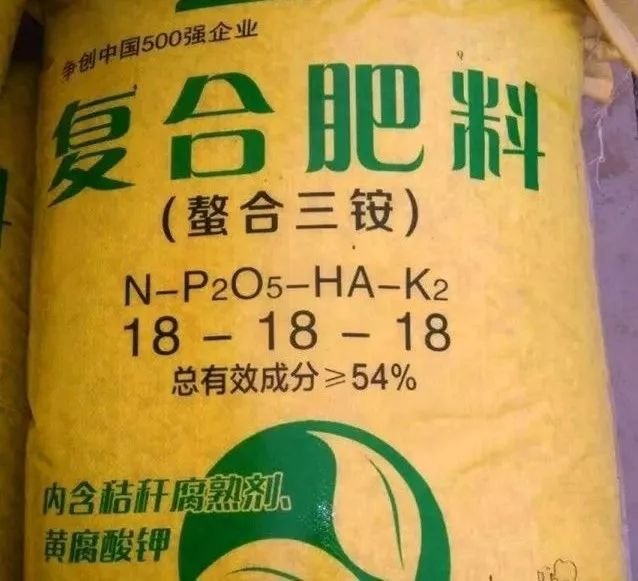 争创中国500强企业
复合肥料
(螯合三铵)
N-P2O5-HA-K2
18-18-18
总有效成分≥54%
内含秸秆腐熟剂、
黄腐酸钾